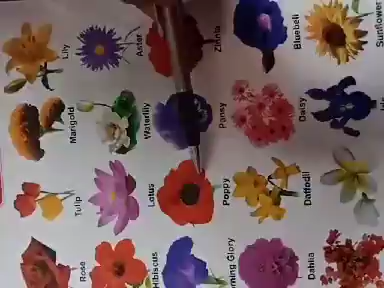 Rose Tulip Marigold Lily
Hibiscus Lotus Waterlily Aster
Glory Poppy Pansy Zinnia
Dahlia Daffodil Daisy Bluebell
Sunflower